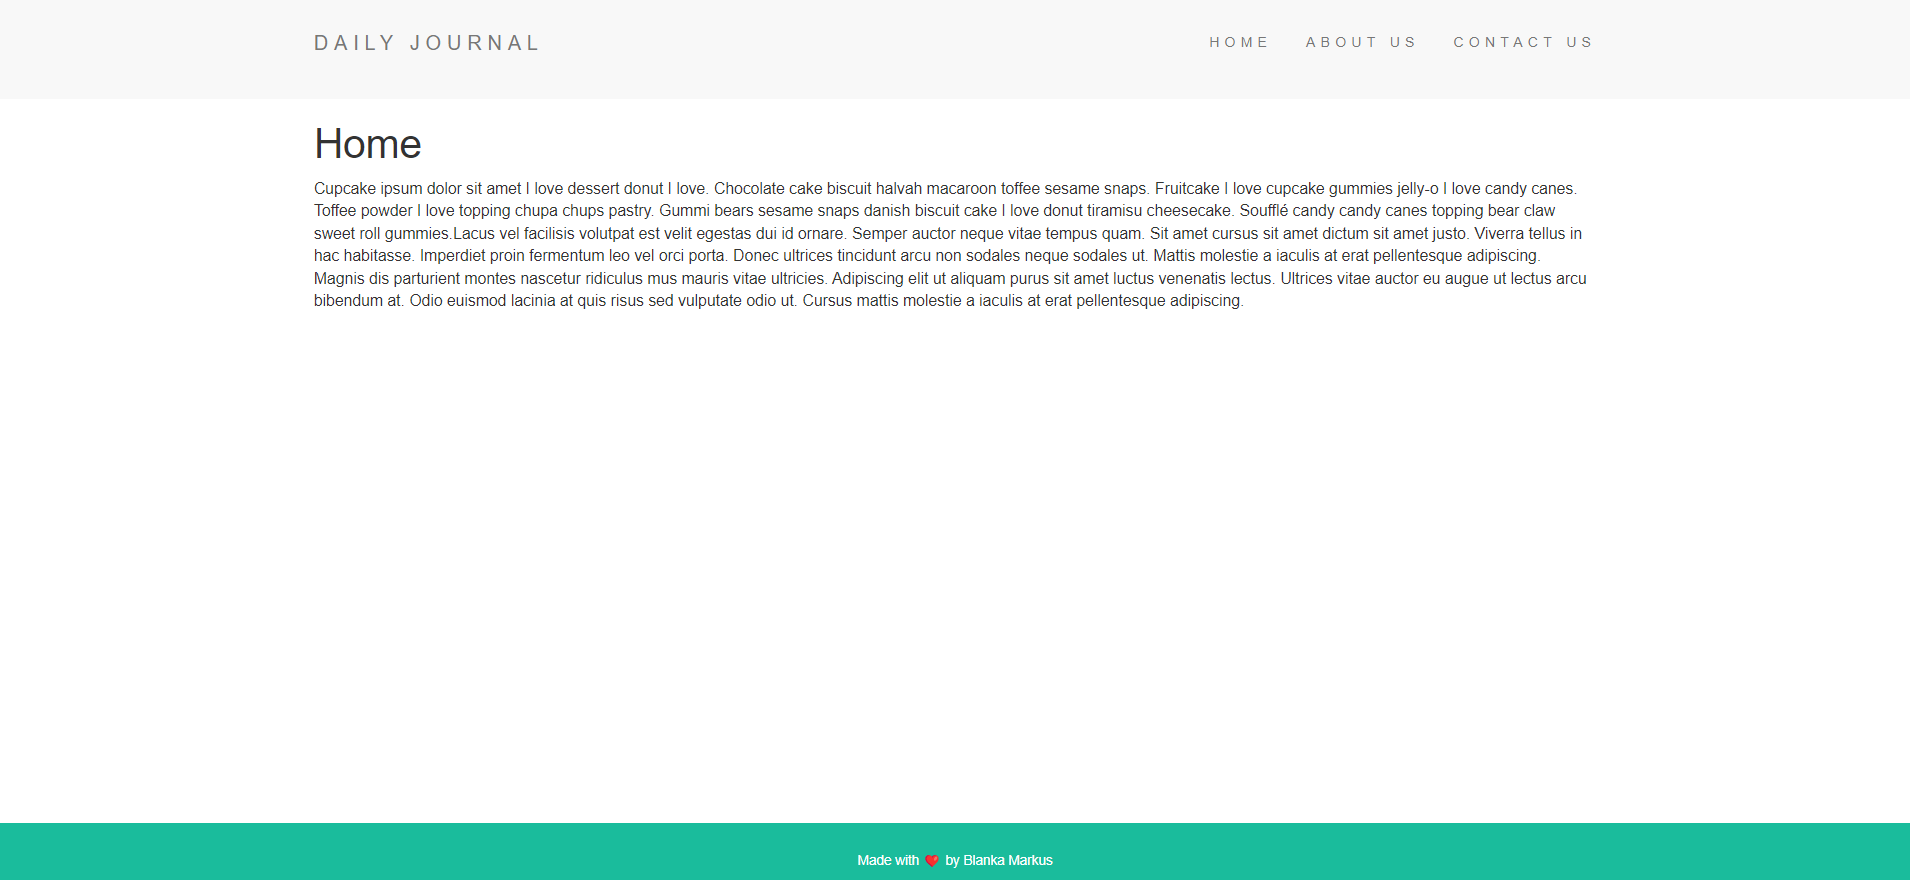 DAILY JOURNAL
HOME ABOUT US CONTACT US
Home
Cupcake ipsum dolor sit amet I love dessert donut I love. Chocolate cake biscuit halvah macaroon toffee sesame snaps. Fruitcake I love cupcake gummies jelly-o I love candy canes.
Toffee powder I love topping chupa chups pastry. Gummi bears sesame snaps danish biscuit cake I love donut tiramisu cheesecake. Soufflé candy candy canes topping bear claw
sweet roll gummies.Lacus vel facilisis volutpat est velit egestas dui id ornare. Semper auctor neque vitae tempus quam. Sit amet cursus sit amet dictum sit amet justo. Viverra tellus in
hac habitasse. Imperdiet proin fermentum leo vel orci porta. Donec ultrices tincidunt arcu non sodales neque sodales ut. Mattis molestie a iaculis at erat pellentesque adipiscing.
Magnis dis parturient montes nascetur ridiculus mus mauris vitae ultricies. Adipiscing elit ut aliquam purus sit amet luctus venenatis lectus. Ultrices vitae auctor eu augue ut lectus arcu
bibendum at. Odio euismod lacinia at quis risus sed vulputate odio ut. Cursus mattis molestie a iaculis at erat pellentesque adipiscing.
Made with ❤ by Blanka Markus